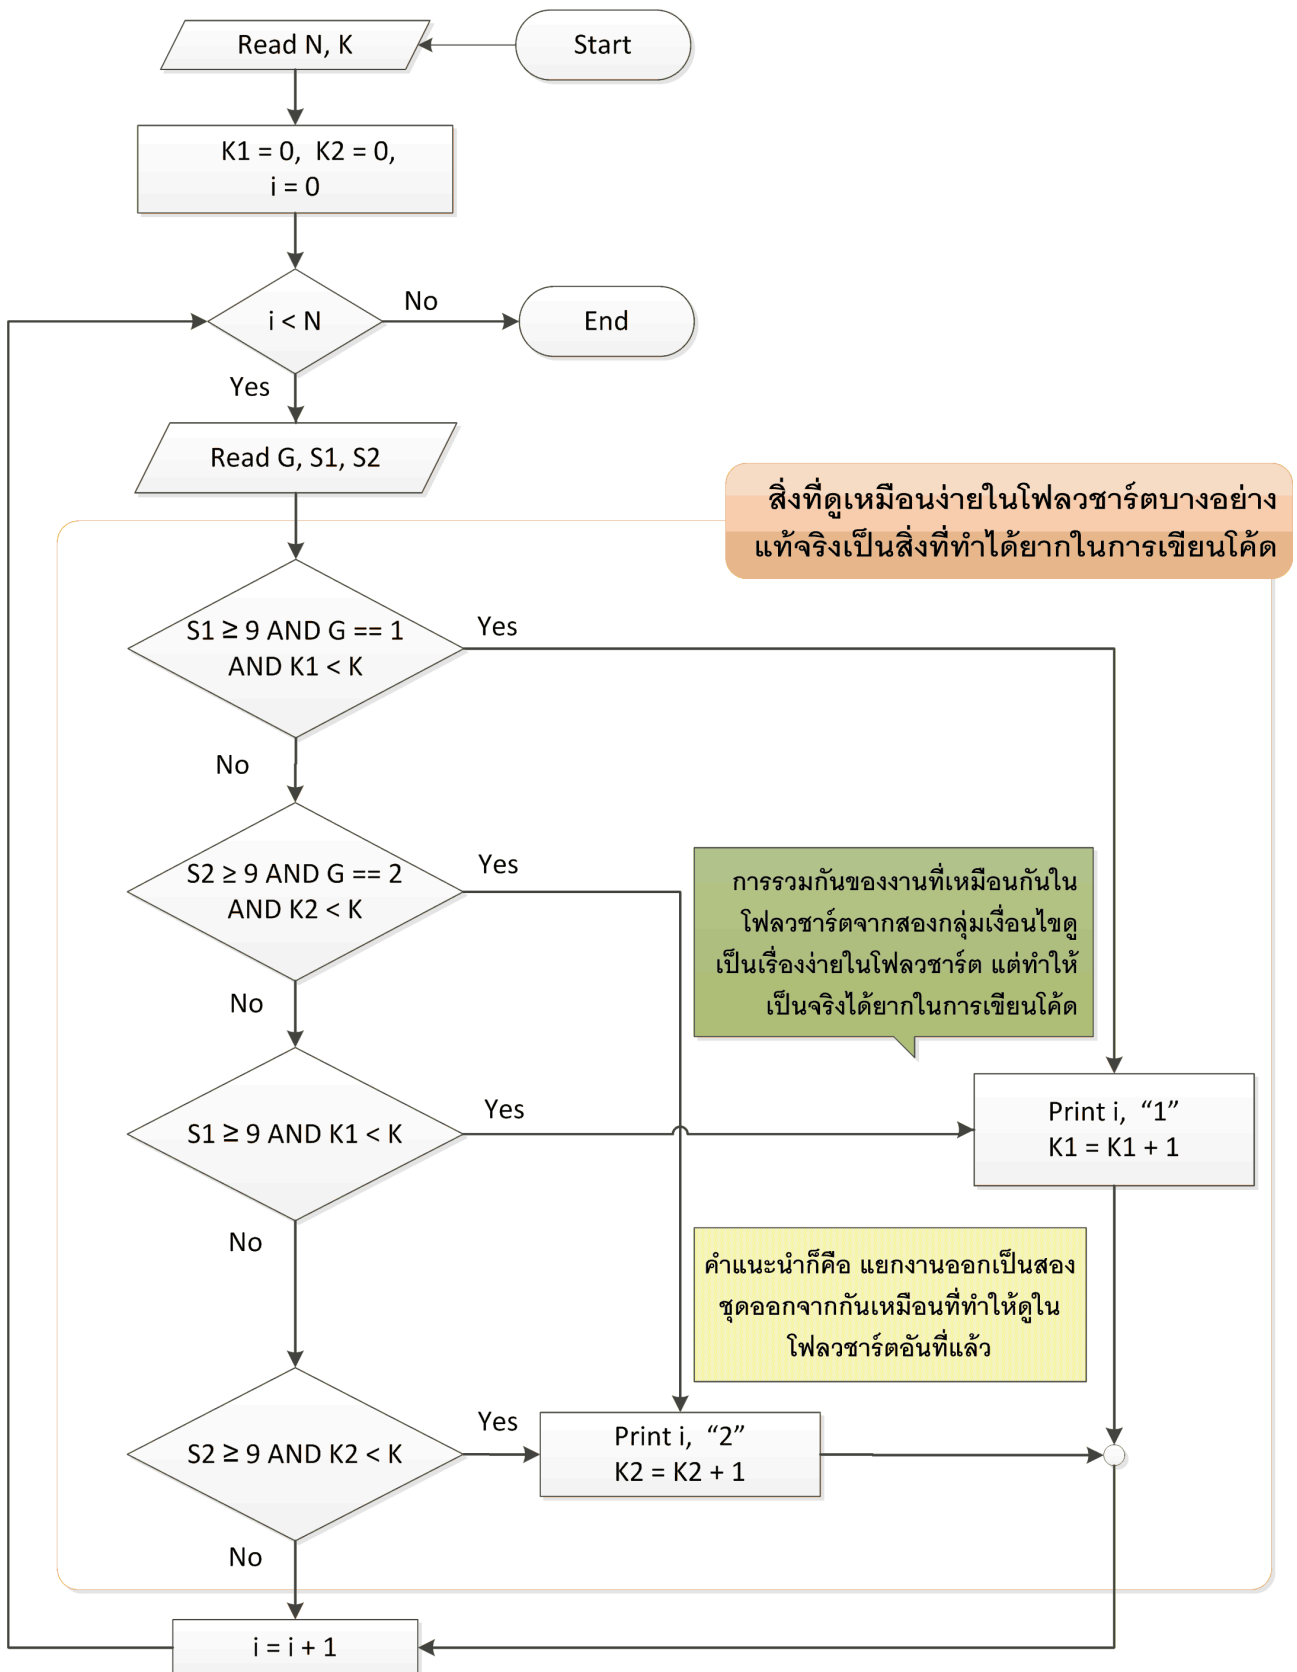 Start
Read N, K
K1 = 0, K2 = 0,
i = 0
i < N
No
End
Yes
Read G, S1, S2
สิ่งที่ดูเหมือนง่ายในโฟลวชาร์ตบางอย่าง
แท้จริงเป็นสิ่งที่ทำได้ยากในการเขียนโค้ด
S1 ≥ 9 AND G == 1
AND K1 < K
Yes
No
S2 ≥ 9 AND G == 2
AND K2 < K
Yes
No
การรวมกันของงานที่เหมือนกันใน
โฟลวชาร์ตจากสองกลุ่มเงื่อนไขดู
เป็นเรื่องง่ายในโฟลวชาร์ต แต่ทำให้
เป็นจริงได้ยากในการเขียนโค้ด
S1 ≥ 9 AND K1 < K
Yes
Print i, “1”
K1 = K1 + 1
No
คำแนะนำก็คือ แยกงานออกเป็นสอง
ชุดออกจากกันเหมือนที่ทำให้ดูใน
โฟลวชาร์ตอันที่แล้ว
S2 ≥ 9 AND K2 < K
Yes
Print i, “2”
K2 = K2 + 1
No
i = i + 1